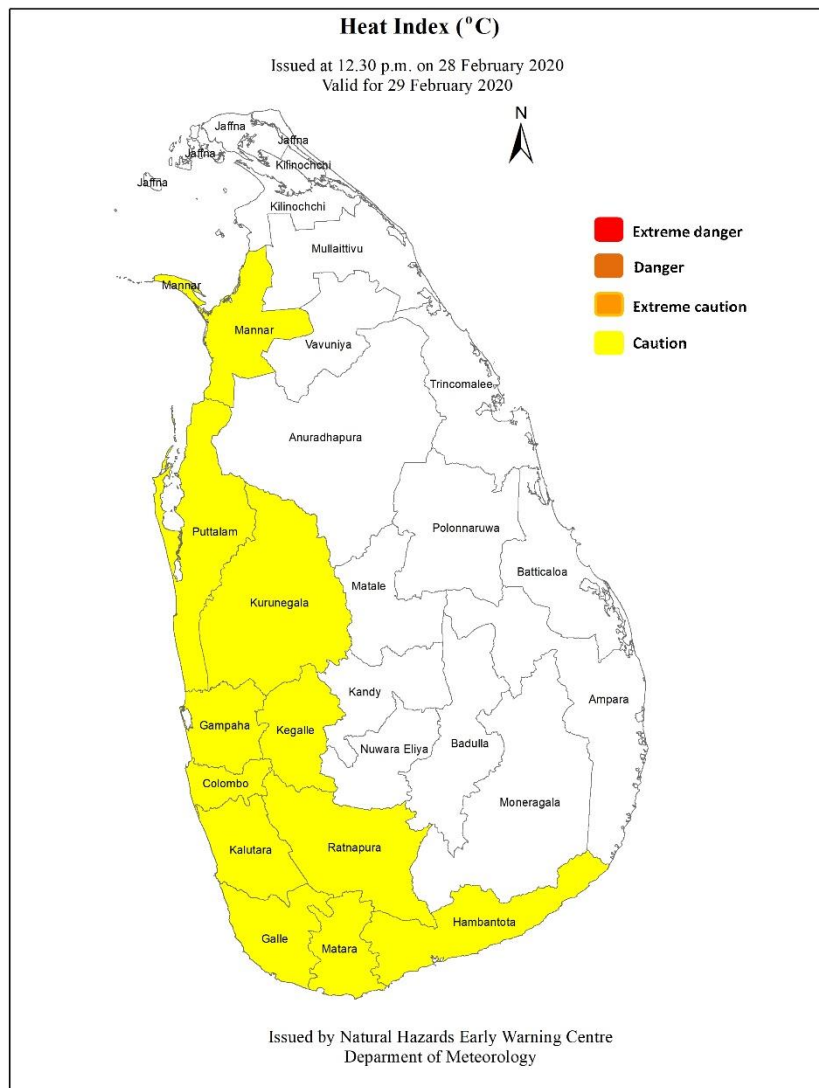 Heat Index (°C)
Issued at 12.30 p.m. on 28 February 2020
Valid for 29 February 2020
N
Jaffna
Jaffna
Jaffna
Kilinochchi
Jaffna
Kilinochchi
Mullaittivu
Extreme danger
Danger
Extreme caution
Caution
Mannar
Mannar
Vavuniya
Trincomalee
Anuradhapura
Puttalam
Polonnaruwa
Batticaloa
Matale
Kurunegala
Kandy
Ampara
Gampaha
Kegalle
Nuwara Eliya
Badulla
Colombo
Moneragala
Kalutara
Ratnapura
Hambantota
Galle
Matara
Issued by Natural Hazards Early Warning Centre
Deparment of Meteorology